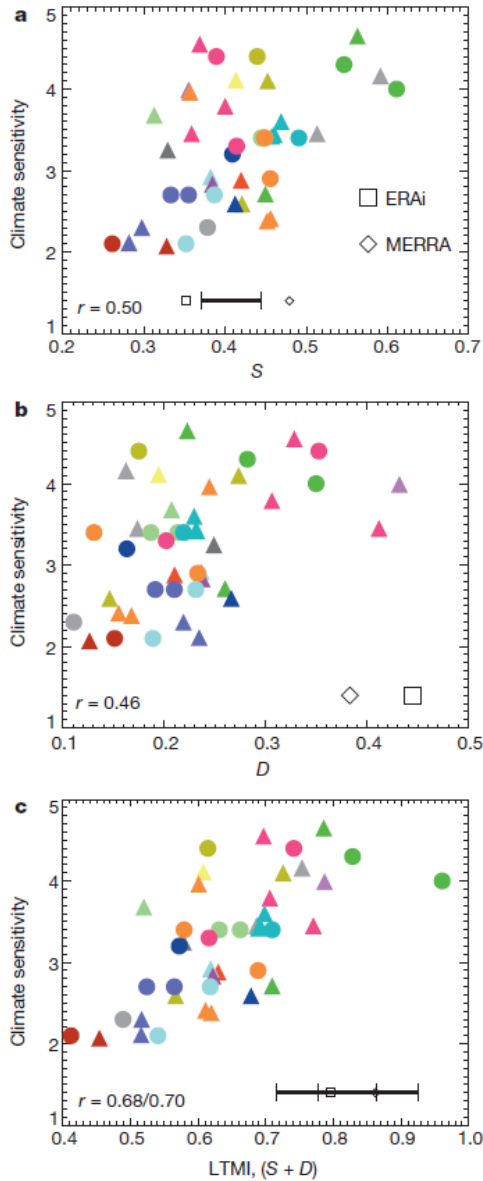 a
5
4
3
2
1
Climate sensitivity
ERAi
MERRA
r = 0.50
0.2 0.3 0.4 0.5 0.6 0.7
S
b
5
4
3
2
1
Climate sensitivity
r = 0.46
0.1 0.2 0.3 0.4 0.5
D
c
5
4
3
2
1
Climate sensitivity
r = 0.68/0.70
0.4 0.5 0.6 0.7 0.8 0.9 1.0
LTMI, (S + D)